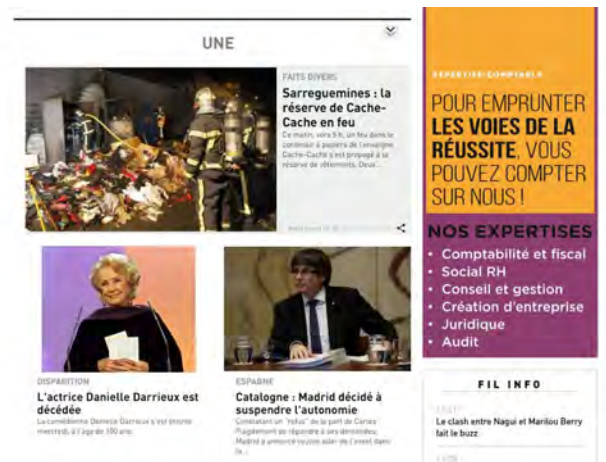 UNE
FAITS DIVERS
Sarreguemines : la
réserve de Cache-
Cache en feu
Ce matin, vers 5 h, un feu dans le
conteneur à papiers de l'enseigne
Cache-Cache s'est propagé à la
réserve de vêtements. Deux...
DISPARITION
L'actrice Danielle Darrieux est
décédée
La comédienne Danielle Darrieux s'est éteinte
mercredi, à l'âge de 100 ans.
ESPAGNE
Catalogne : Madrid décidé à
suspendre l'autonomie
Constatant un "refus" de la part de Carles
Puigdemont de répondre à ses demandes,
Madrid a annoncé vouloir aller de l'avant dans
la...
EXPERTISE-COMPTABLE
POUR EMPRUNTER
LES VOIES DE LA
RÉUSSITE, VOUS
POUVEZ COMPTER
SUR NOUS !
NOS EXPERTISES
• Comptabilité et fiscal
• Social RH
• Conseil et gestion
• Création d'entreprise
• Juridique
• Audit
FIL INFO
Le clash entre Nagui et Marilou Berry
fait le buzz